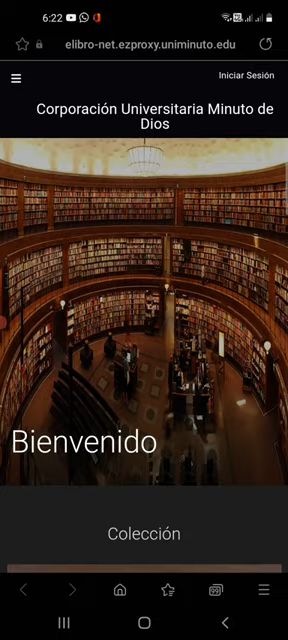 6:22
elibro-net.ezproxy.uniminuto.edu
Iniciar Sesión
Corporación Universitaria Minuto de
Dios
Bienvenido
Colección